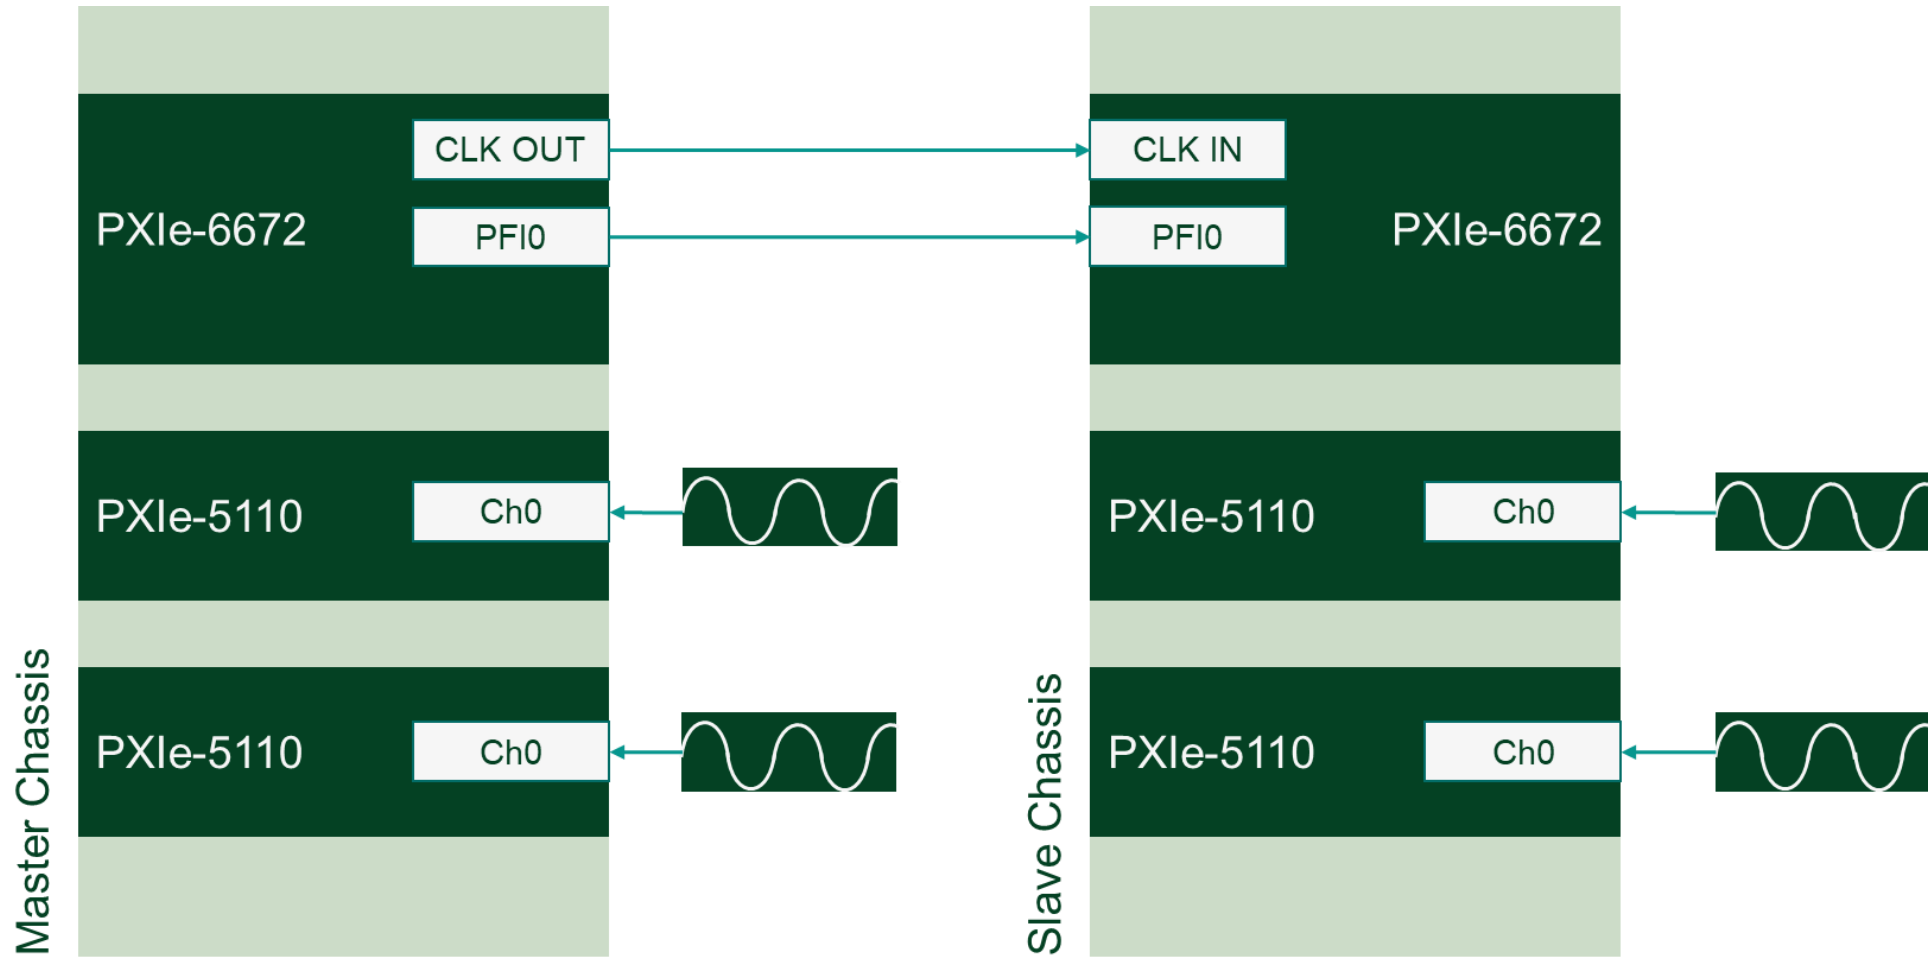 CLK OUT
CLK IN
PXIe-6672
PFI0
PFI0
PXIe-6672
PXIe-5110
Ch0
PXIe-5110
Ch0
PXIe-5110
Ch0
PXIe-5110
Ch0
Master Chassis
Slave Chassis